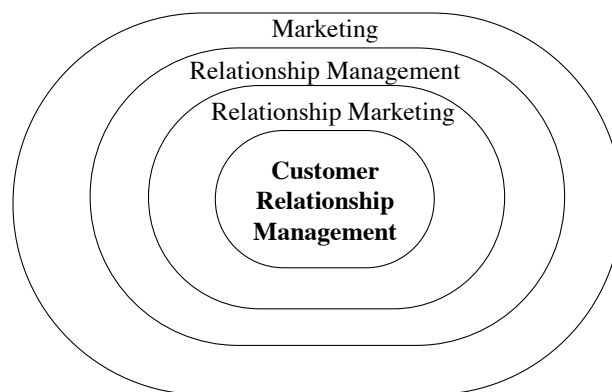 Marketing
Relationship Management
Relationship Marketing
Customer
Relationship
Management